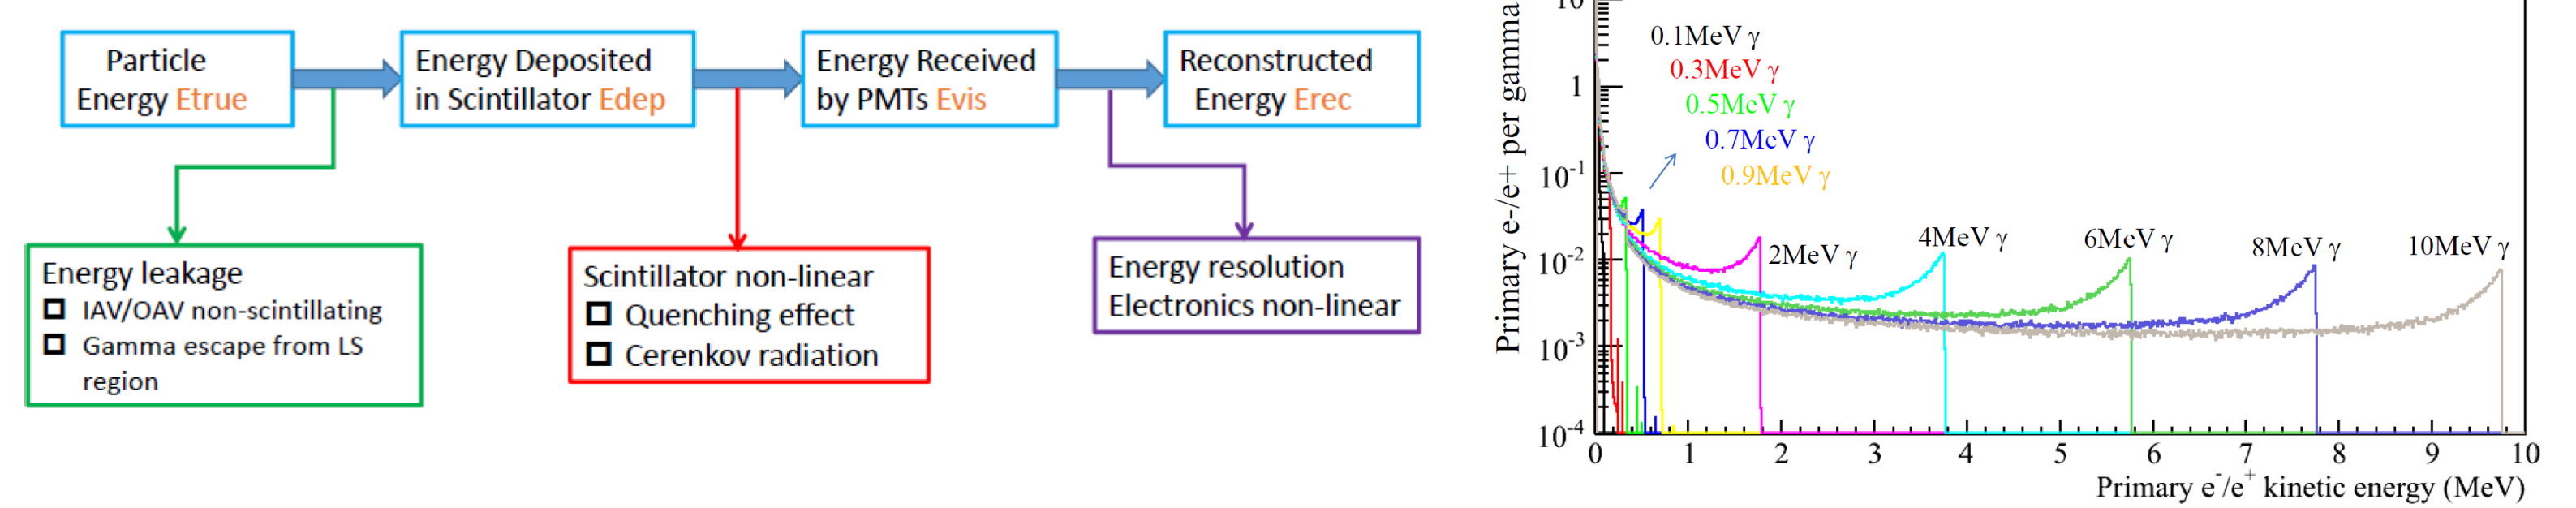 Particle
Energy Etrue
Energy Deposited
in Scintillator Edep
Energy Received
by PMTs Evis
Reconstructed
Energy Erec
Energy leakage
IAV/OAV non-scintillating
Gamma escape from LS
region
Scintillator non-linear
Quenching effect
Cerenkov radiation
Energy resolution
Electronics non-linear
Primary e-/e+ per gamma
10
1
10-1
10-2
10-3
10-4
0.1MeV γ
0.3MeV γ
0.5MeV γ
0.7MeV γ
0.9MeV γ
2MeV γ
4MeV γ
6MeV γ
8MeV γ
10MeV γ
0 1 2 3 4 5 6 7 8 9 10
Primary e-/e+ kinetic energy (MeV)